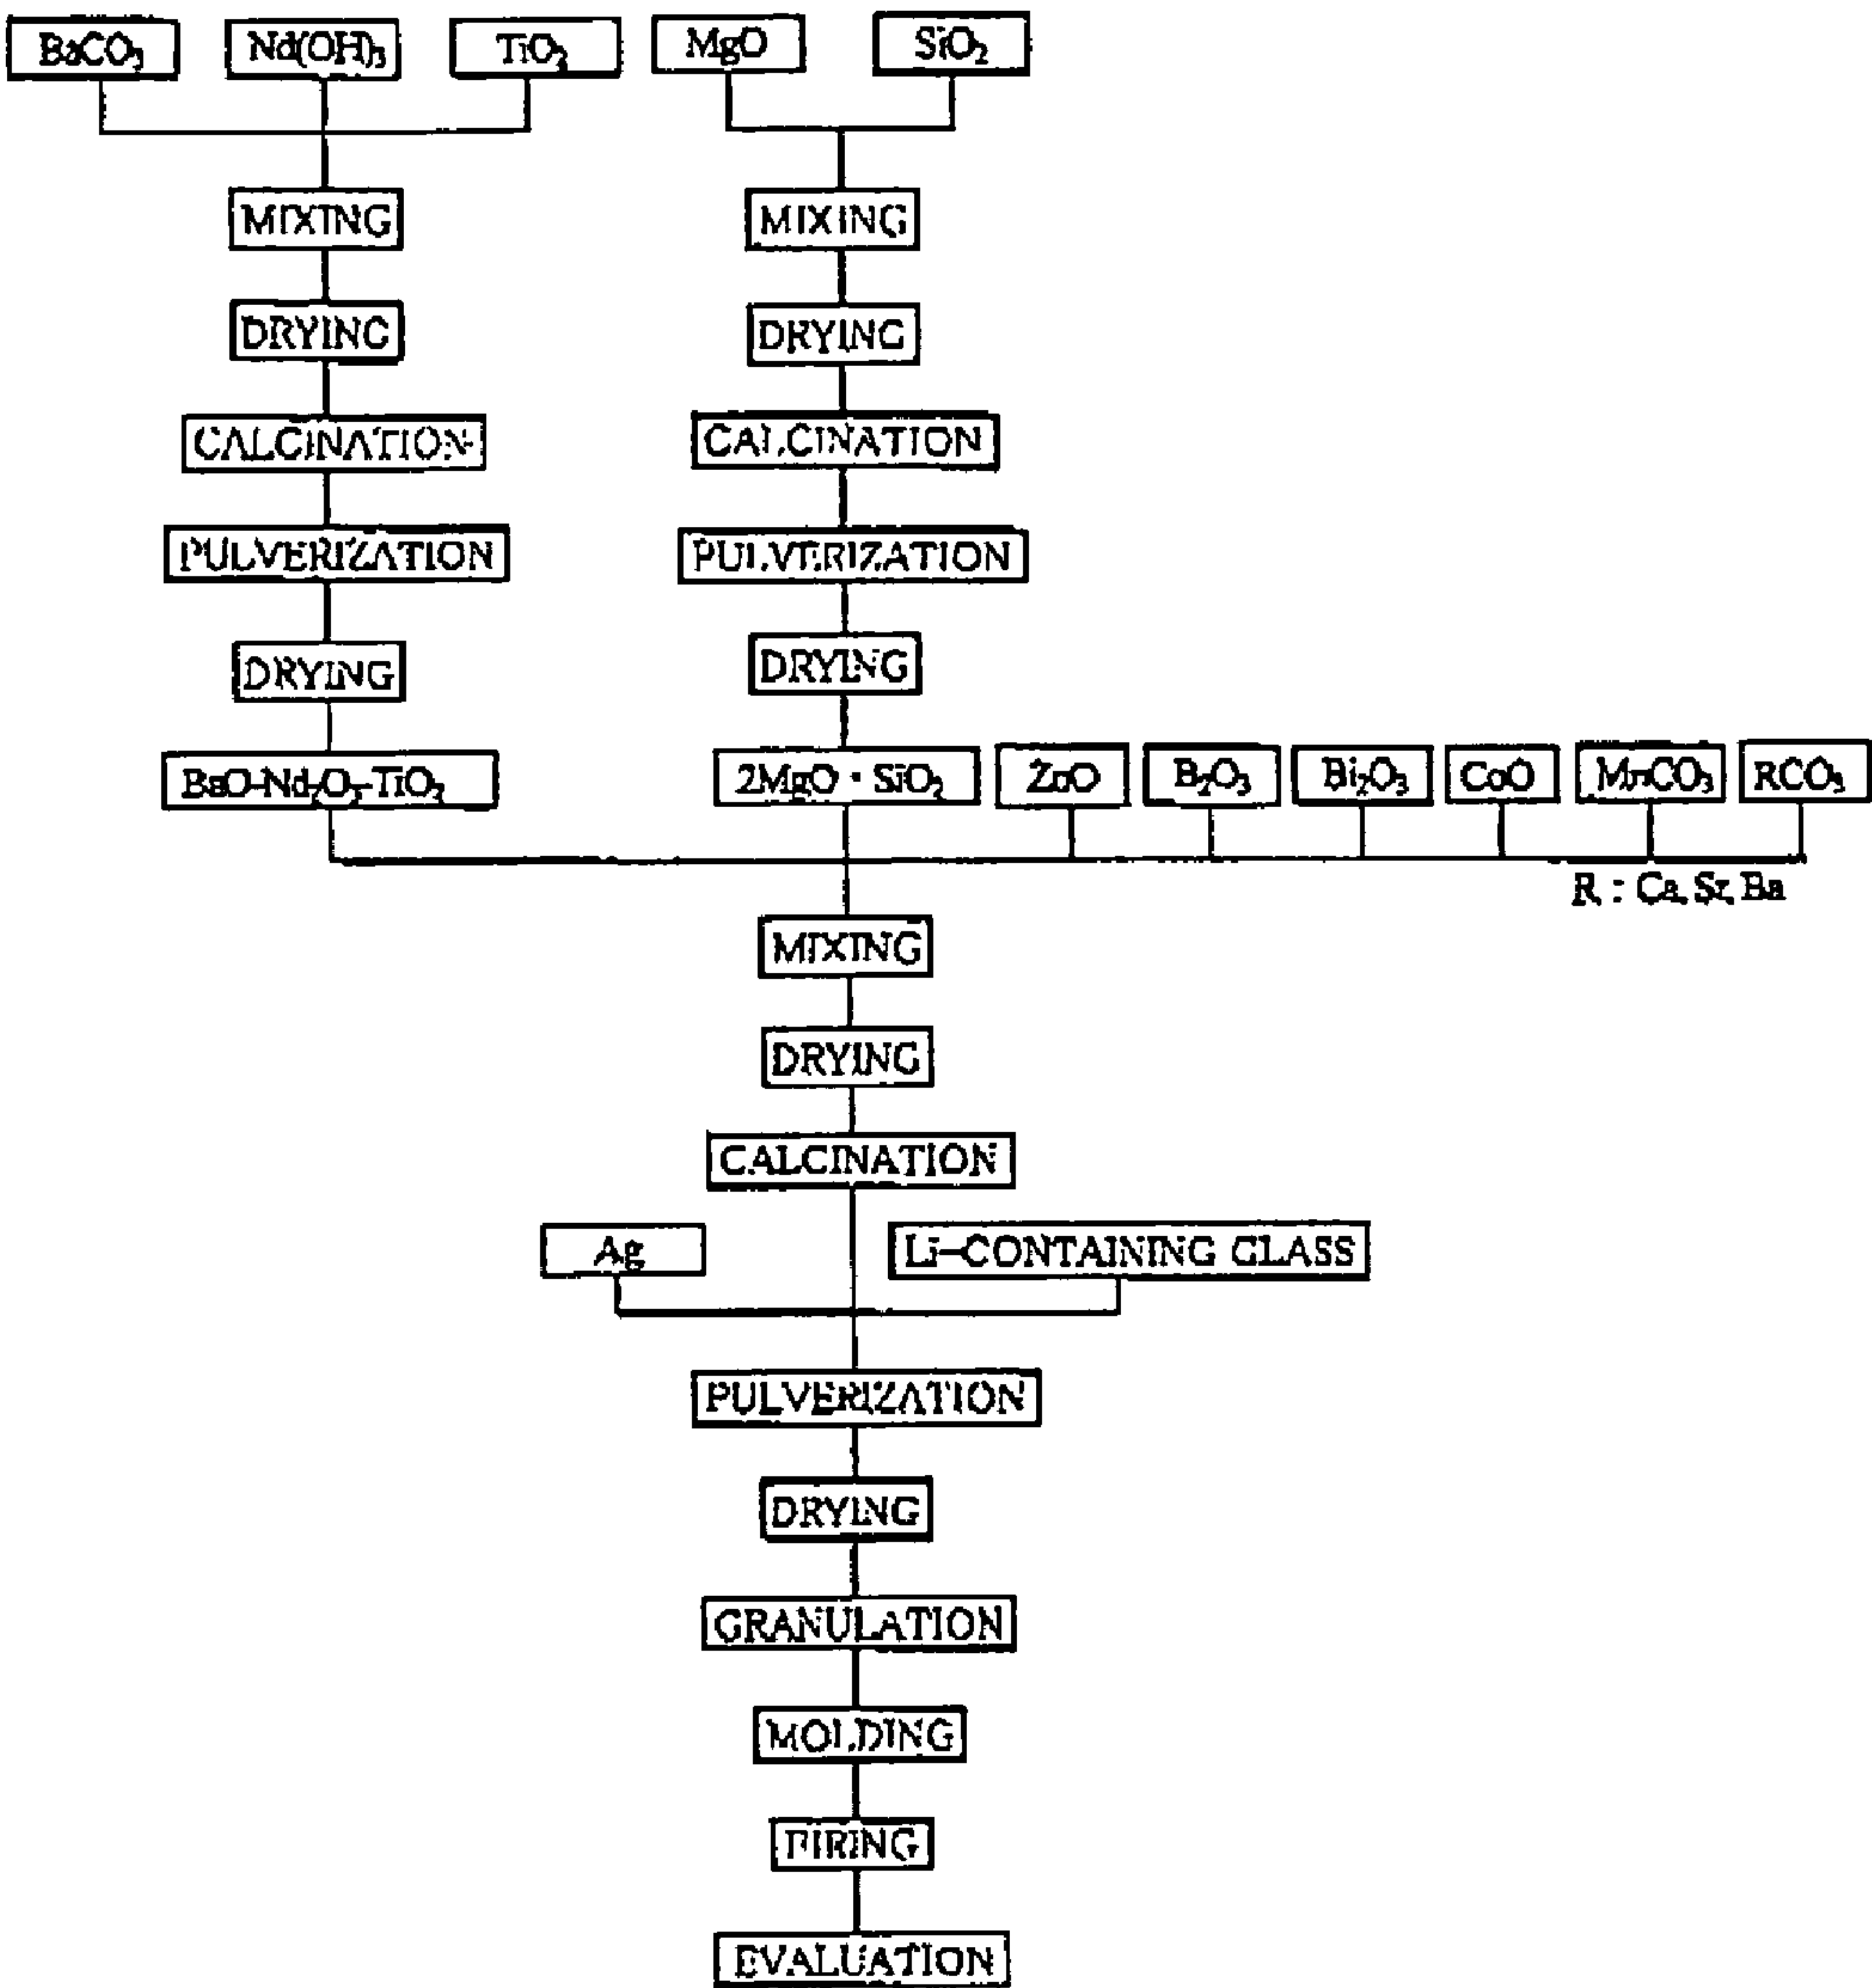 BaCO₃ Nd(OH)₃ TiO₂ MgO SiO₂
MIXING MIXING
DRYING DRYING
CALCINATION CALCINATION
PULVERIZATION PULVERIZATION
DRYING DRYING
BaO-Nd₂O₃-TiO₂ 2MgO・SiO₂ ZnO B₂O₃ Bi₂O₃ CoO MnCO₃ RCO₃
R : Ca, Sr, Ba
MIXING
DRYING
CALCINATION
Ag Li-CONTAINING GLASS
PULVERIZATION
DRYING
GRANULATION
MOLDING
FIRING
EVALUATION